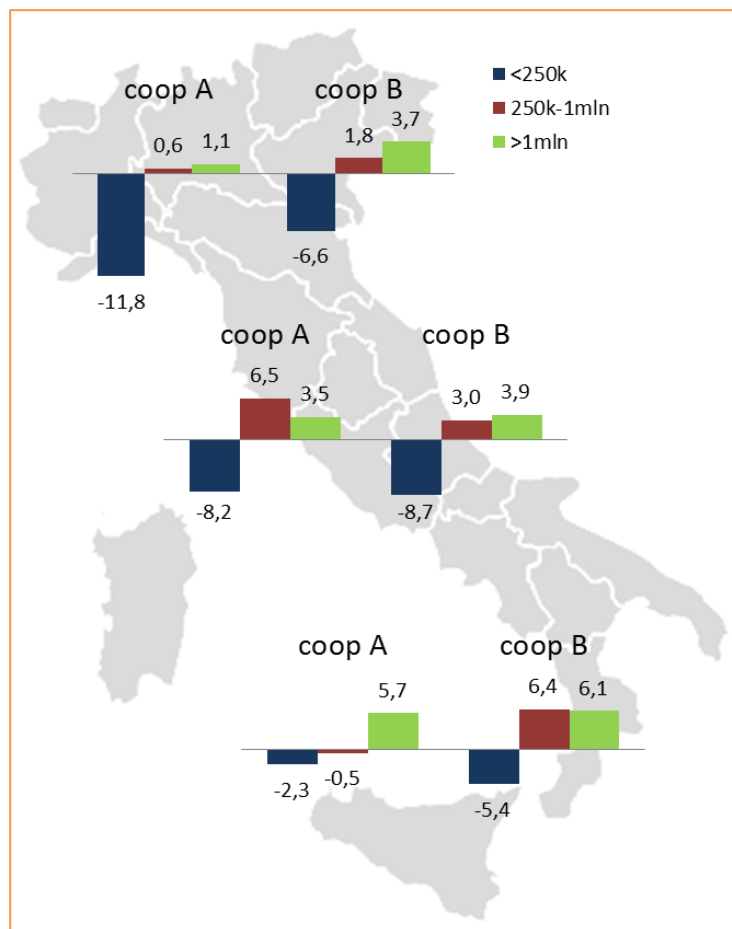 coop A
coop B
<250k
250k-1mln
>1mln
0,6
1,1
1,8
3,7
-11,8
-6,6
coop A
coop B
6,5
3,5
3,0
3,9
-8,2
-8,7
coop A
coop B
5,7
6,4
6,1
-2,3
-0,5
-5,4